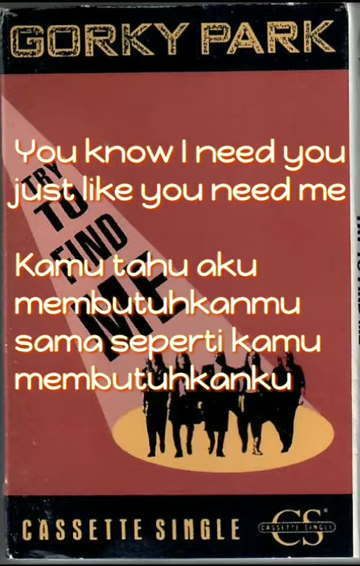 GORKY PARK
You know I need you
just like you need me
TRY
TO
FIND
ME
Kamu tahu aku
membutuhkanmu
sama seperti kamu
membutuhkanku
CASSETTE SINGLE
CS
CASSETTE SINGLE